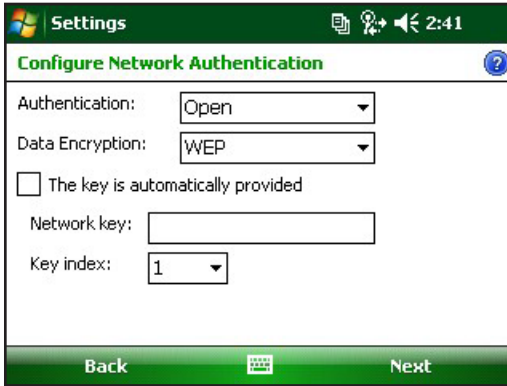 Settings 2:41
Configure Network Authentication ?
Authentication: Open
Data Encryption: WEP
The key is automatically provided
Network key:
Key index: 1
Back Next